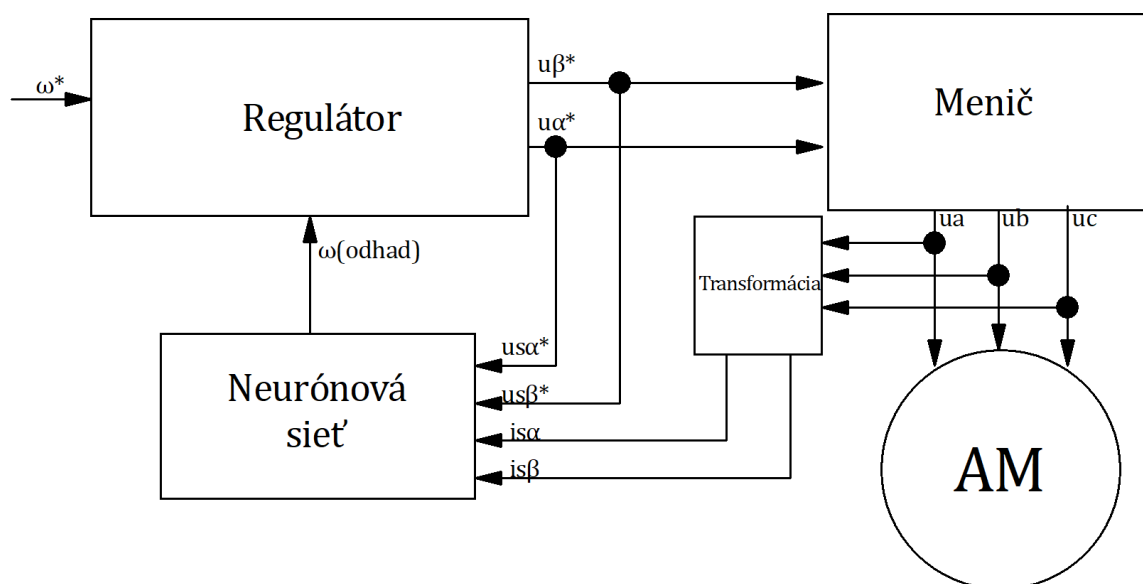 ω*
Regulátor
uβ*
uα*
Menič
ua
ub
uc
ω(odhad)
Transformácia
Neurónová
sieť
usα*
usβ*
isα
isβ
AM